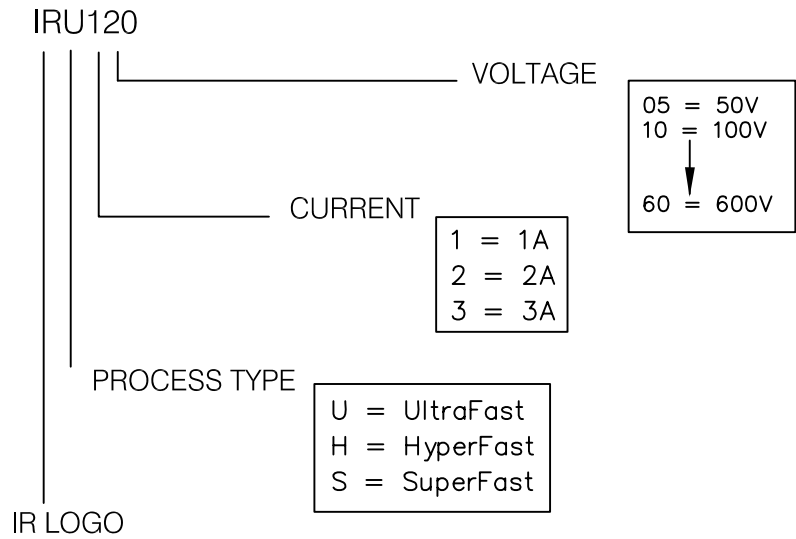 IRU120
VOLTAGE
05 = 50V
10 = 100V
60 = 600V
CURRENT
1 = 1A
2 = 2A
3 = 3A
PROCESS TYPE
U = UltraFast
H = HyperFast
S = SuperFast
IR LOGO